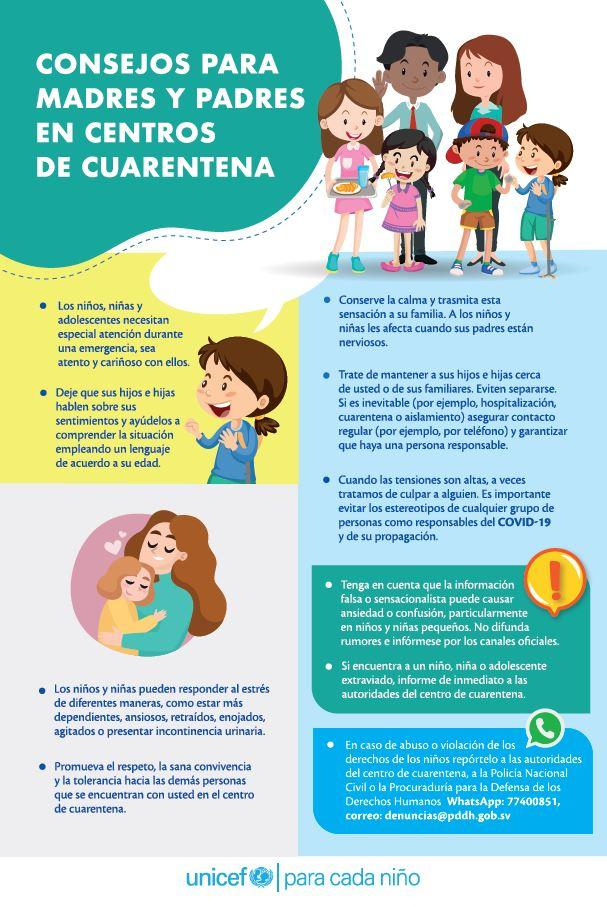 CONSEJOS PARA
MADRES Y PADRES
EN CENTROS
DE CUARENTENA
• Los niños, niñas y
adolescentes necesitan
especial atención durante
una emergencia, sea
atento y cariñoso con ellos.
• Deje que sus hijos e hijas
hablen sobre sus
sentimientos y ayúdelos a
comprender la situación
empleando un lenguaje
de acuerdo a su edad.
• Los niños y niñas pueden responder al estrés
de diferentes maneras, como estar más
dependientes, ansiosos, retraídos, enojados,
agitados o presentar incontinencia urinaria.
• Promueva el respeto, la sana convivencia
y la tolerancia hacia las demás personas
que se encuentran con usted en el centro
de cuarentena.
• Conserve la calma y trasmita esta
sensación a su familia. A los niños y
niñas les afecta cuando sus padres están
nerviosos.
• Trate de mantener a sus hijos e hijas cerca
de usted o de sus familiares. Eviten separarse.
Si es inevitable (por ejemplo, hospitalización,
cuarentena o aislamiento) asegurar contacto
regular (por ejemplo, por teléfono) y garantizar
que haya una persona responsable.
• Cuando las tensiones son altas, a veces
tratamos de culpar a alguien. Es importante
evitar los estereotipos de cualquier grupo de
personas como responsables del COVID-19
y de su propagación.
• Tenga en cuenta que la información
falsa o sensacionalista puede causar
ansiedad o confusión, particularmente
en niños y niñas pequeños. No difunda
rumores e infórmese por los canales oficiales.
• Si encuentra a un niño, niña o adolescente
extraviado, informe de inmediato a las
autoridades del centro de cuarentena.
• En caso de abuso o violación de los
derechos de los niños repórtelo a las autoridades
del centro de cuarentena, a la Policía Nacional
Civil o la Procuraduría para la Defensa de los
Derechos Humanos WhatsApp: 77400851,
correo: denuncias@pddh.gob.sv
unicef | para cada niño